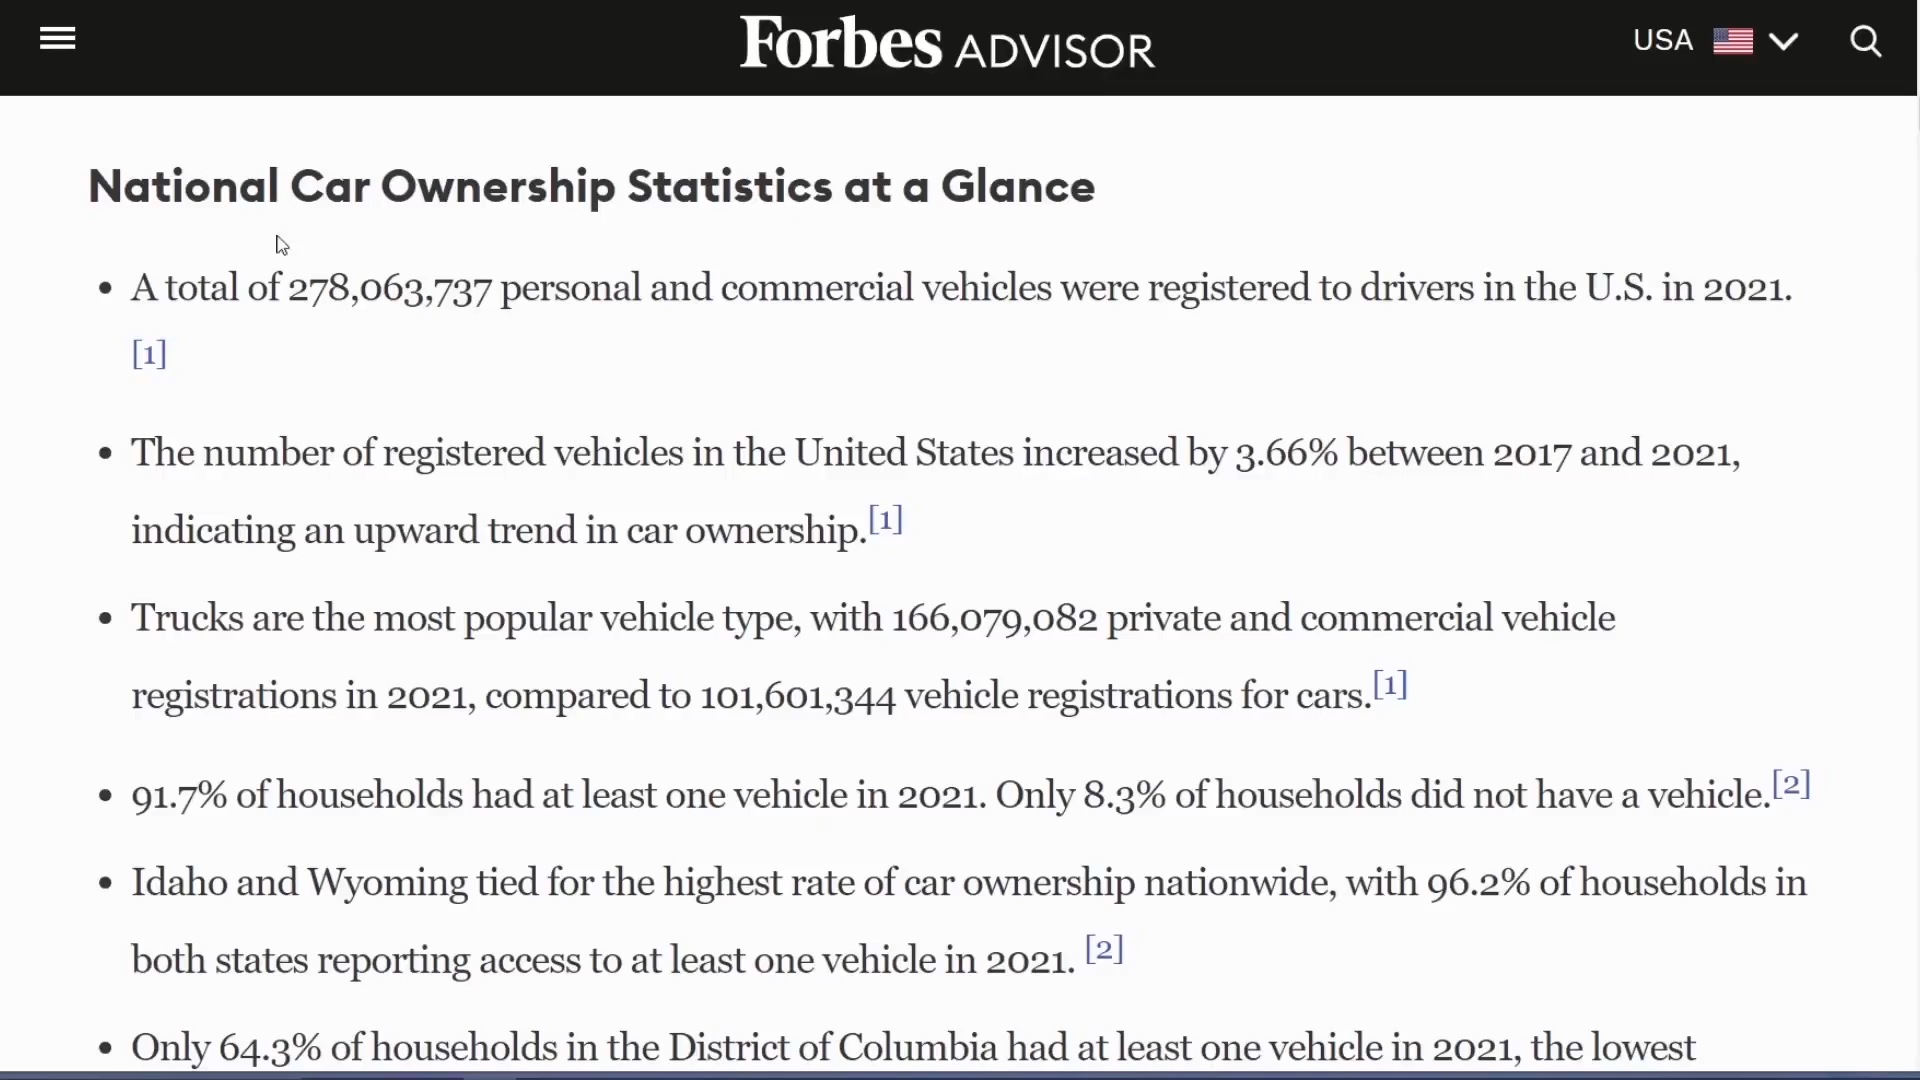 Forbes ADVISOR
USA
National Car Ownership Statistics at a Glance
• A total of 278,063,737 personal and commercial vehicles were registered to drivers in the U.S. in 2021.
[1]
• The number of registered vehicles in the United States increased by 3.66% between 2017 and 2021,
indicating an upward trend in car ownership.[1]
• Trucks are the most popular vehicle type, with 166,079,082 private and commercial vehicle
registrations in 2021, compared to 101,601,344 vehicle registrations for cars.[1]
• 91.7% of households had at least one vehicle in 2021. Only 8.3% of households did not have a vehicle.[2]
• Idaho and Wyoming tied for the highest rate of car ownership nationwide, with 96.2% of households in
both states reporting access to at least one vehicle in 2021. [2]
• Only 64.3% of households in the District of Columbia had at least one vehicle in 2021, the lowest